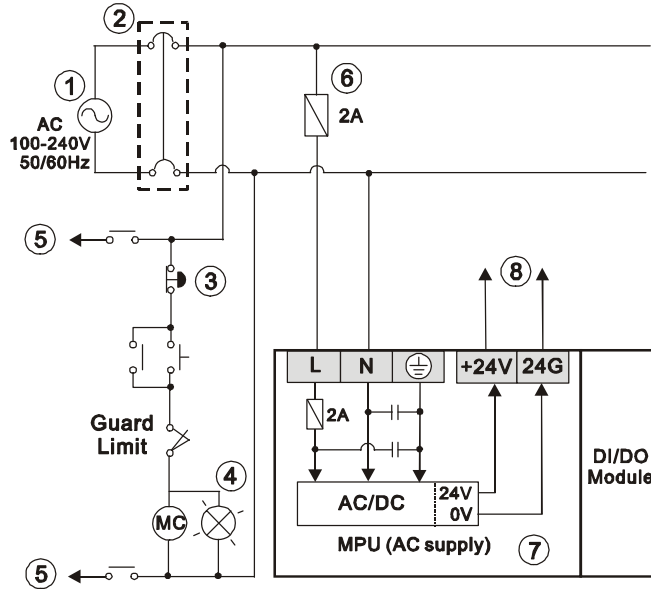 2
1
AC
100-240V
50/60Hz
6
2A
5
3
8
L N +24V 24G
2A
Guard
Limit
DI/DO
Module
4
24V
AC/DC
0V
MC
MPU (AC supply)
7
5